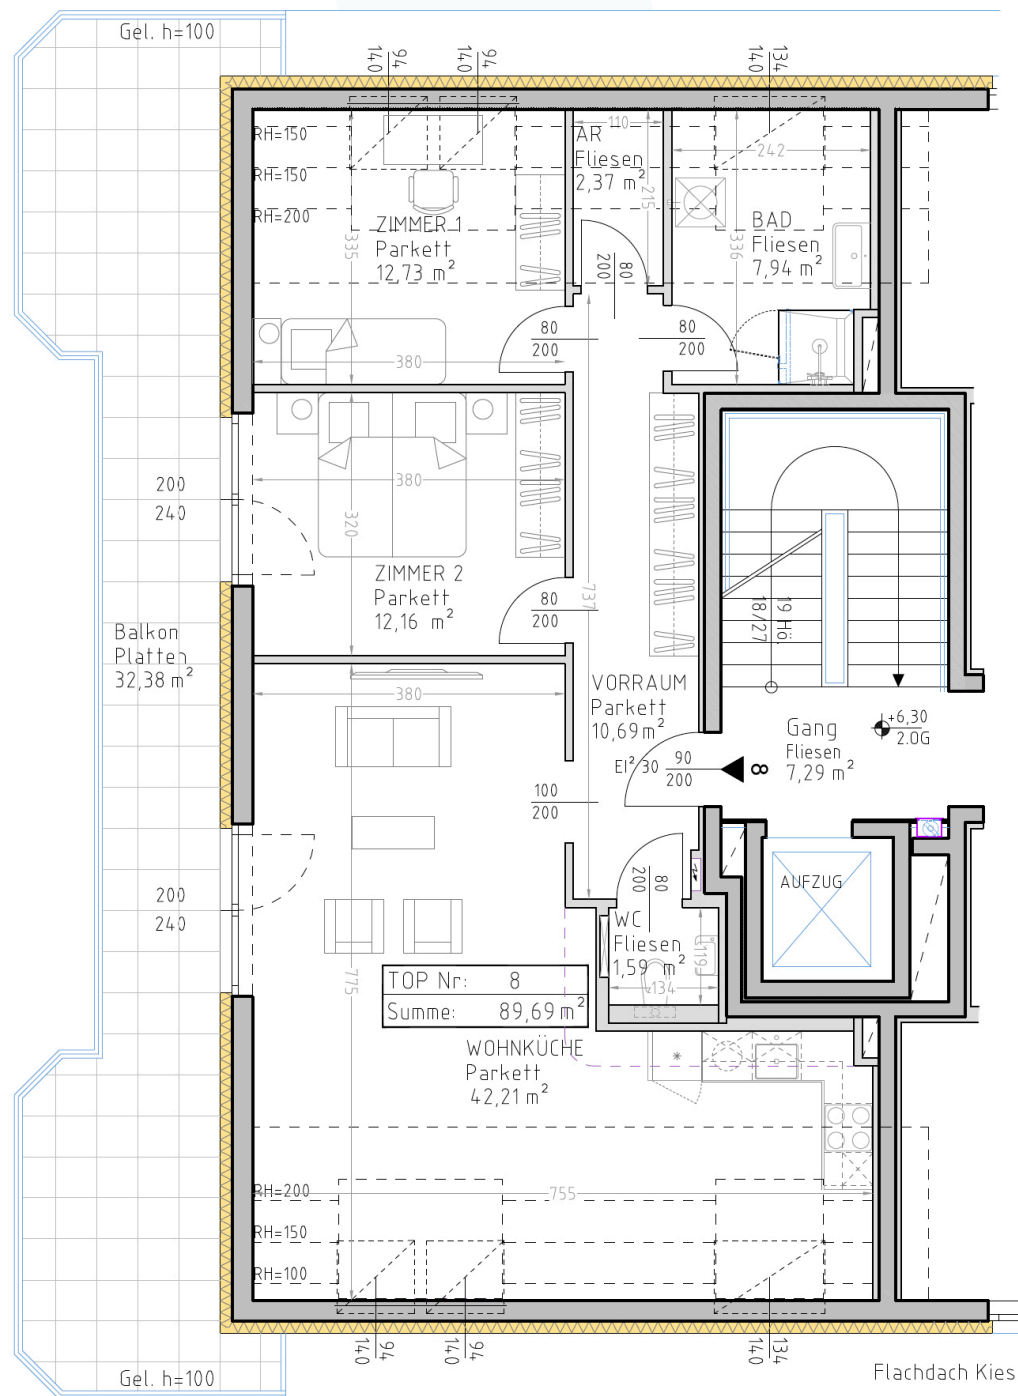 Gel. h=100
94
140
94
140
134
140
RH=150
RH=150
RH=200
110
AR
Fliesen
2,37 m²
215
242
ZIMMER 1
Parkett
12,73 m²
335
BAD
Fliesen
7,94 m²
336
80
200
80
200
80
200
380
380
200
240
320
ZIMMER 2
Parkett
12,16 m²
80
200
737
19 Hö.
18/27
Balkon
Platten
32,38 m²
380
VORRAUM
Parkett
10,69 m²
Gang
Fliesen
7,29 m²
+6,30
2.OG
EI² 30
90
200
8
100
200
200
240
80
200
AUFZUG
WC
Fliesen
1,59 m²
119
134
775
TOP Nr: 8
Summe: 89,69 m²
WOHNKÜCHE
Parkett
42,21 m²
RH=200
755
RH=150
RH=100
94
140
94
140
134
140
Gel. h=100
Flachdach Kies